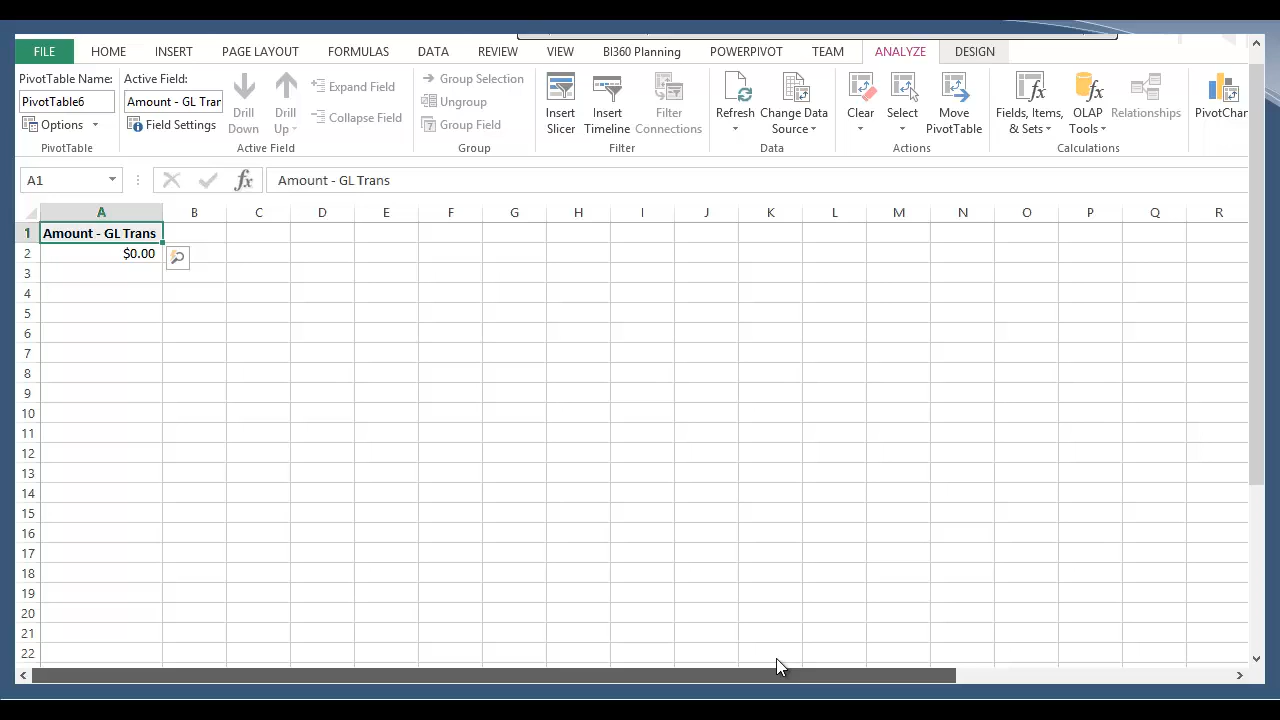 FILE HOME INSERT PAGE LAYOUT FORMULAS DATA REVIEW VIEW BI360 Planning POWERPIVOT TEAM ANALYZE DESIGN
PivotTable Name:
PivotTable6
Options
PivotTable
Active Field:
Amount - GL Trar
Field Settings
Drill
Down
Drill
Up
Expand Field
Collapse Field
Active Field
Group Selection
Ungroup
7 Group Field
Group
Insert
Slicer
Insert
Timeline
Filter
Connections
Filter
Refresh
Change Data
Source
Data
Clear
Select
Move
PivotTable
Actions
Fields, Items,
& Sets
OLAP
Tools
Relationships
Calculations
PivotChar
A1 fx Amount - GL Trans
A B C D E F G H I J K L M N O P Q R
1 Amount - GL Trans
2 $0.00
3
4
5
6
7
8
9
10
11
12
13
14
15
16
17
18
19
20
21
22